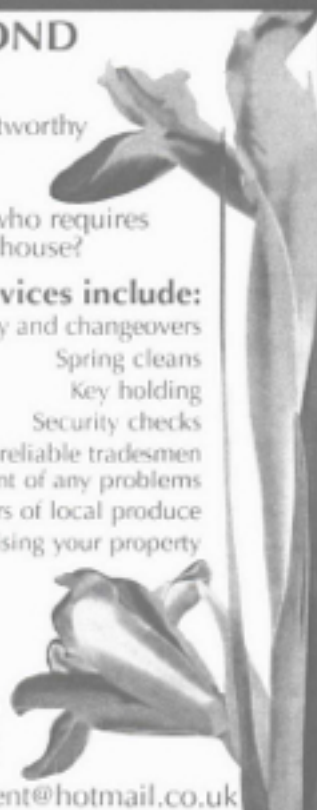 OND
tworthy
who requires
house?
vices include:
y and changeovers
Spring cleans
Key holding
Security checks
reliable tradesmen
nt of any problems
rs of local produce
ising your property
ent@hotmail.co.uk